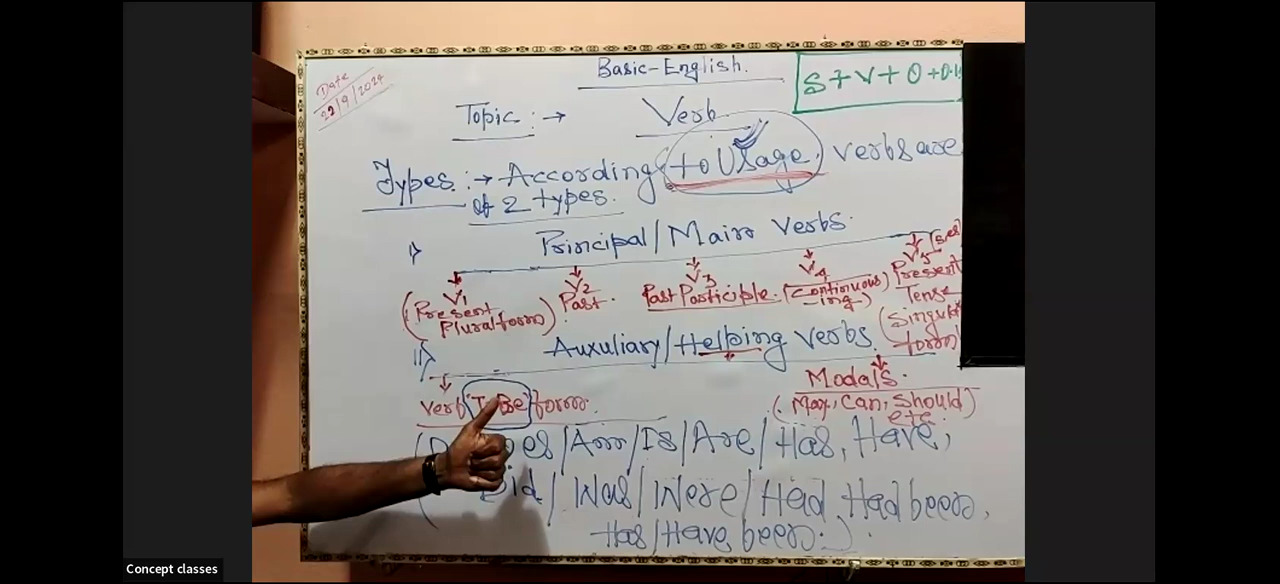 Basic-English.
S+V+O+O.
Date
29/9/2024
Topic :→ Verb
Types :→ According to Usage, verbs are
of 2 types.
i> Principal/Main Verbs.
V1 V2 V3 V4 V5
(Present Plural form) Past. Past Participle. (Continuous -ing) Present
Tense
(Singular
form)
ii> Auxuliary/Helping Verbs.
Verb 'To Be' form. Modals.
(May, Can, Should etc.
/Am/Is/Are/Has, Have,
Did/Was/Were/Had, Had been,
Has/Have been.)
Concept classes